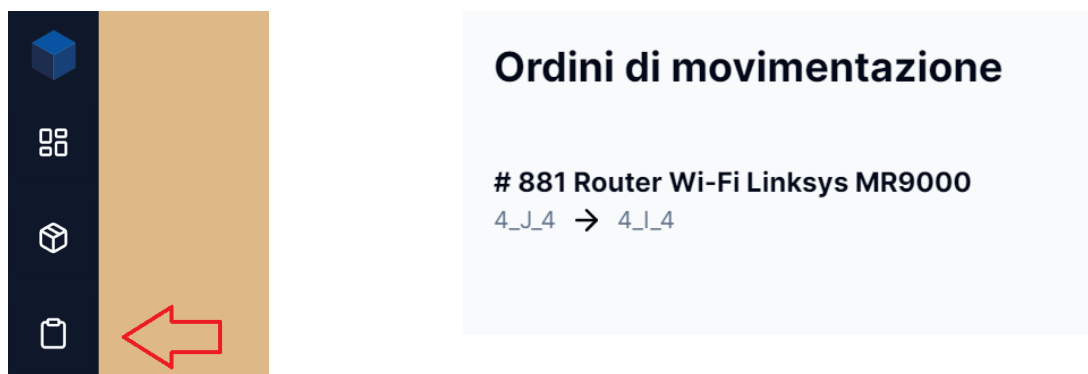 Ordini di movimentazione
# 881 Router Wi-Fi Linksys MR9000
4_J_4 → 4_I_4